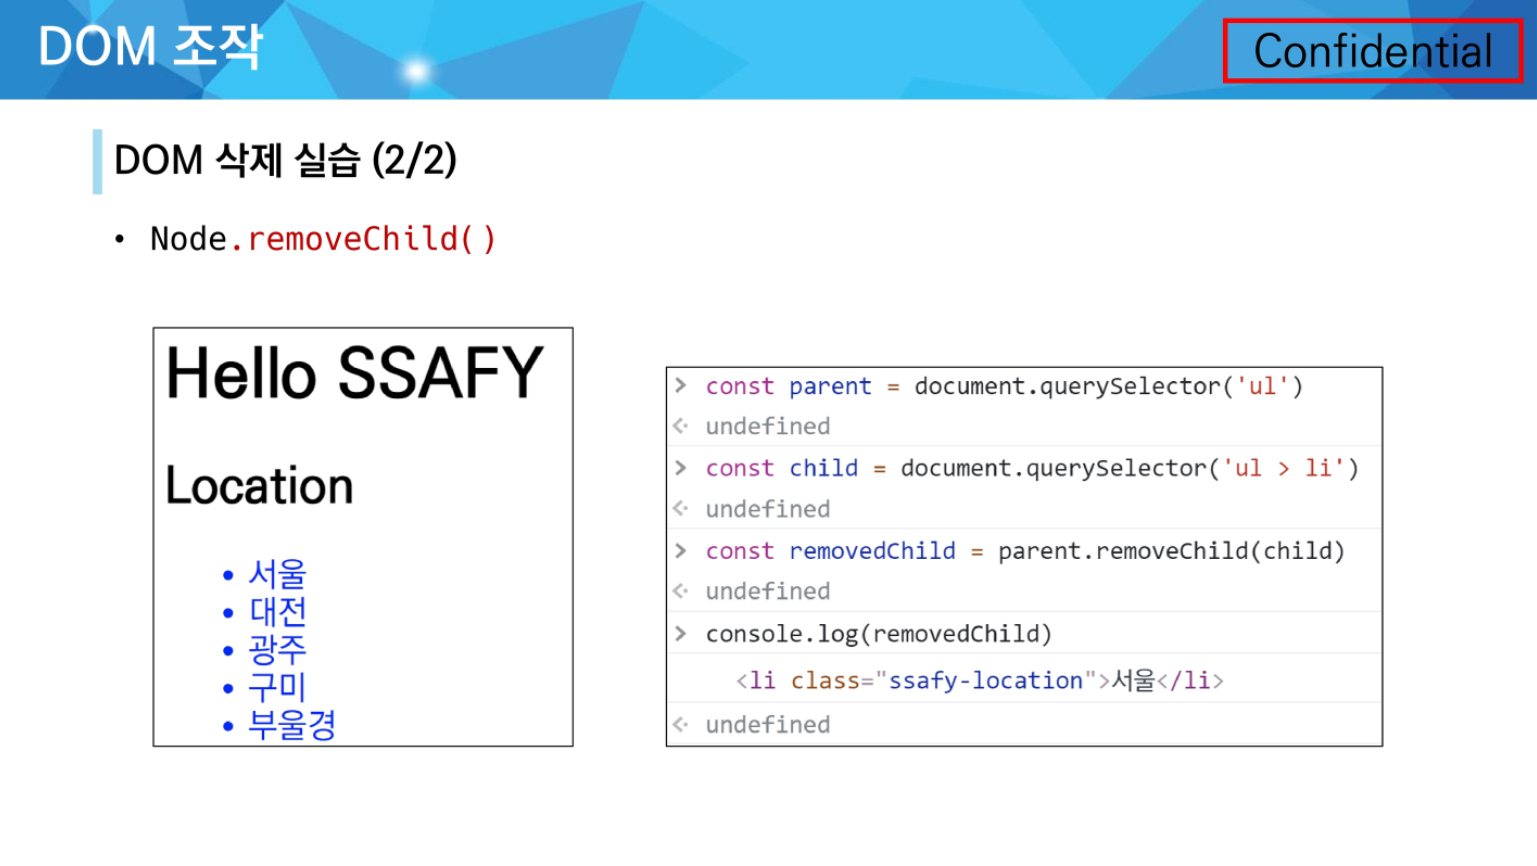 DOM 조작
Confidential
DOM 삭제 실습 (2/2)
• Node.removeChild()
Hello SSAFY
Location
• 서울
• 대전
• 광주
• 구미
• 부울경
> const parent = document.querySelector('ul')
<· undefined
> const child = document.querySelector('ul > li')
<· undefined
> const removedChild = parent.removeChild(child)
<· undefined
> console.log(removedChild)
<li class="ssafy-location">서울</li>
<· undefined